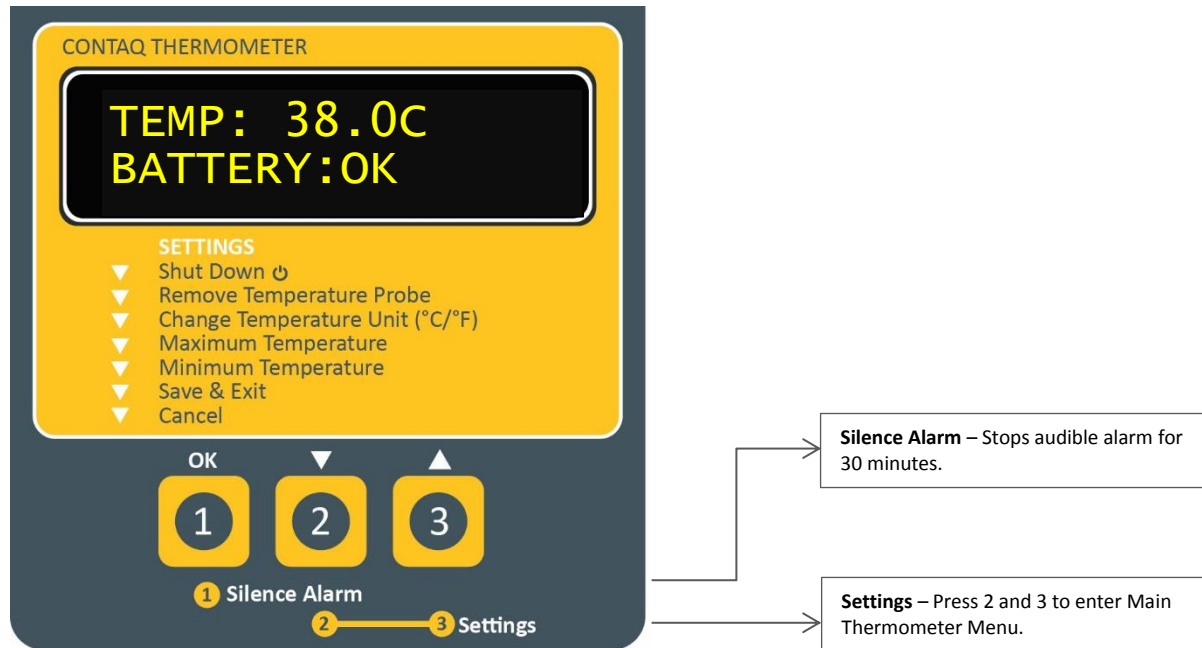 CONTAQ THERMOMETER
TEMP: 38.0C
BATTERY:OK
SETTINGS
▼ Shut Down ⏻
▼ Remove Temperature Probe
▼ Change Temperature Unit (°C/°F)
▼ Maximum Temperature
▼ Minimum Temperature
▼ Save & Exit
▼ Cancel
OK ▼ ▲
1 2 3
1 Silence Alarm
2 3 Settings
Silence Alarm – Stops audible alarm for
30 minutes.
Settings – Press 2 and 3 to enter Main
Thermometer Menu.